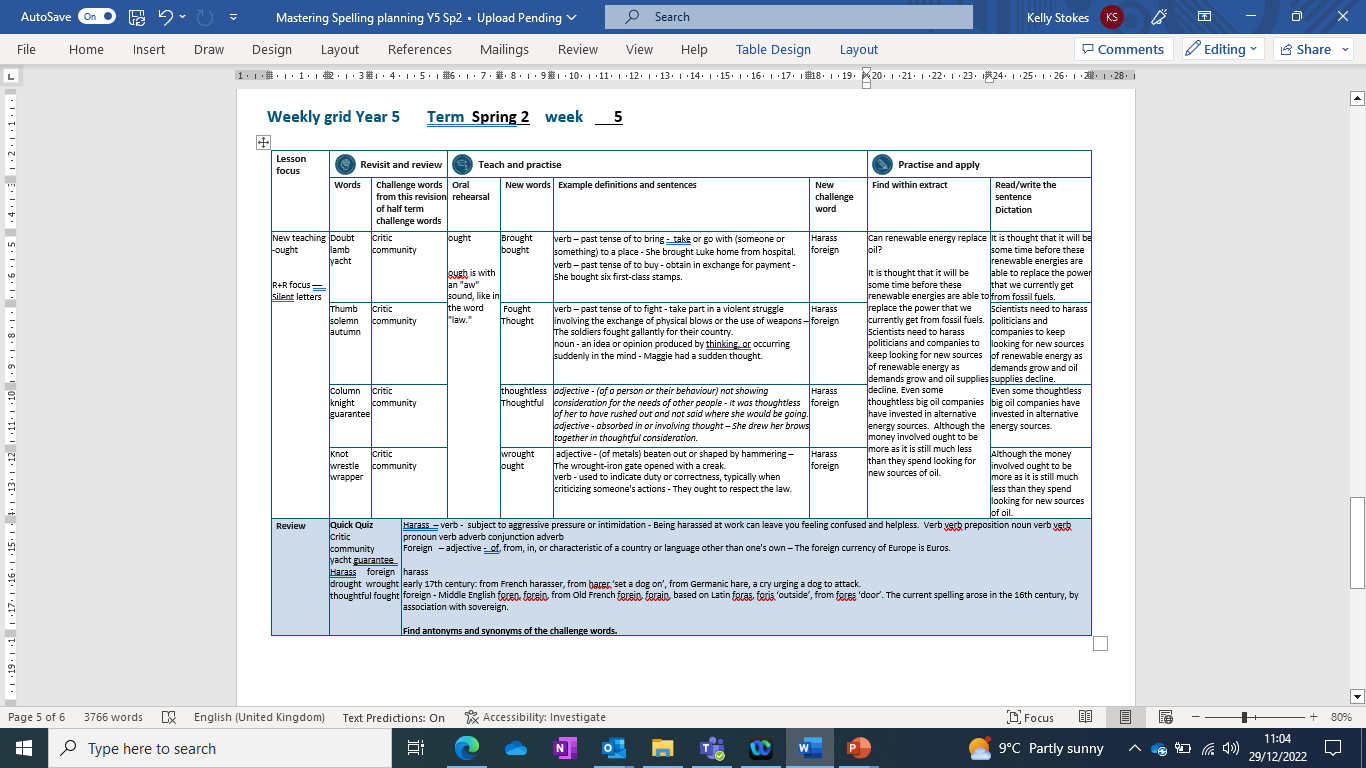 AutoSave On Mastering Spelling planning Y5 Sp2 • Upload Pending Search Kelly Stokes KS
File Home Insert Draw Design Layout References Mailings Review View Help Table Design Layout Comments Editing Share
Weekly grid Year 5 Term Spring 2 week 5
Lesson
focus
Revisit and review
Teach and practise
Practise and apply
Words
Challenge words
from this revision
of half term
challenge words
Oral
rehearsal
New words
Example definitions and sentences
New
challenge
word
Find within extract
Read/write the
sentence
Dictation
New teaching
-ought
R+R focus —
Silent letters
Doubt
lamb
yacht
Critic
community
ought
ough is with
an "aw"
sound, like in
the word
"law."
Brought
bought
verb – past tense of to bring - take or go with (someone or
something) to a place - She brought Luke home from hospital.
verb – past tense of to buy - obtain in exchange for payment -
She bought six first-class stamps.
Harass
foreign
Can renewable energy replace
oil?
It is thought that it will be
some time before these
renewable energies are able to
replace the power that we
currently get from fossil fuels.
Scientists need to harass
politicians and companies to
keep looking for new sources
of renewable energy as
demands grow and oil supplies
decline. Even some
thoughtless big oil companies
have invested in alternative
energy sources. Although the
money involved ought to be
more as it is still much less
than they spend looking for
new sources of oil.
It is thought that it will be
some time before these
renewable energies are
able to replace the power
that we currently get
from fossil fuels.
Thumb
solemn
autumn
Critic
community
Fought
Thought
verb – past tense of to fight - take part in a violent struggle
involving the exchange of physical blows or the use of weapons –
The soldiers fought gallantly for their country.
noun - an idea or opinion produced by thinking, or occurring
suddenly in the mind - Maggie had a sudden thought.
Harass
foreign
Scientists need to harass
politicians and
companies to keep
looking for new sources
of renewable energy as
demands grow and oil
supplies decline.
Column
knight
guarantee
Critic
community
thoughtless
Thoughtful
adjective - (of a person or their behaviour) not showing
consideration for the needs of other people - it was thoughtless
of her to have rushed out and not said where she would be going.
adjective - absorbed in or involving thought – She drew her brows
together in thoughtful consideration.
Harass
foreign
Even some thoughtless
big oil companies have
invested in alternative
energy sources.
Knot
wrestle
wrapper
Critic
community
wrought
ought
adjective - (of metals) beaten out or shaped by hammering –
The wrought-iron gate opened with a creak.
verb - used to indicate duty or correctness, typically when
criticizing someone's actions - They ought to respect the law.
Harass
foreign
Although the money
involved ought to be
more as it is still much
less than they spend
looking for new sources
of oil.
Review
Quick Quiz
Critic
community
yacht guarantee
Harass foreign
drought wrought
thoughtful fought
Harass – verb - subject to aggressive pressure or intimidation - Being harassed at work can leave you feeling confused and helpless. Verb verb preposition noun verb verb
pronoun verb adverb conjunction adverb
Foreign – adjective - of, from, in, or characteristic of a country or language other than one's own – The foreign currency of Europe is Euros.
harass
early 17th century: from French harasser, from harer 'set a dog on', from Germanic hare, a cry urging a dog to attack.
foreign - Middle English foren, forein, from Old French forein, forain, based on Latin foras, foris 'outside', from fores 'door'. The current spelling arose in the 16th century, by
association with sovereign.
Find antonyms and synonyms of the challenge words.
Page 5 of 6 3766 words English (United Kingdom) Text Predictions: On Accessibility: Investigate Focus 80%
Type here to search 9°C Partly sunny 11:04
29/12/2022